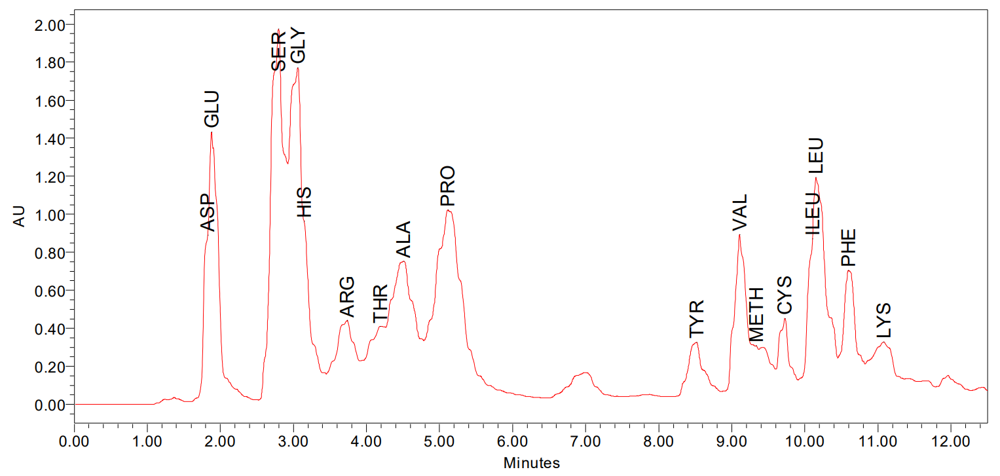 2.00
1.80
1.60
1.40
1.20
1.00
0.80
0.60
0.40
0.20
0.00
AU
ASP
GLU
SER
GLY
HIS
ARG
THR
ALA
PRO
TYR
VAL
METH
CYS
ILEU
LEU
PHE
LYS
0.00 1.00 2.00 3.00 4.00 5.00 6.00 7.00 8.00 9.00 10.00 11.00 12.00
Minutes